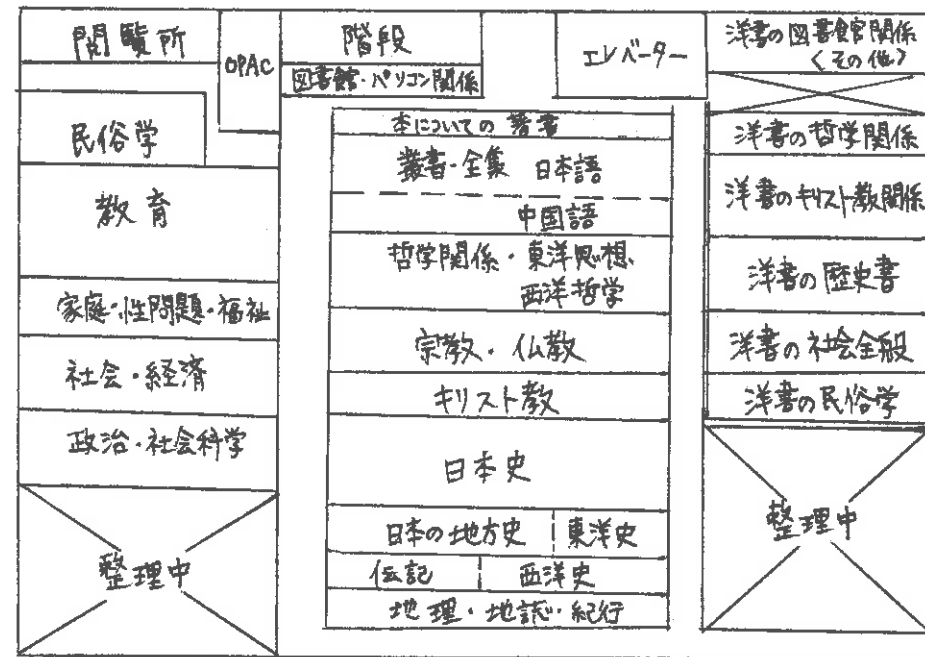 閲覧所
OPAC
階段
図書館・パソコン関係
エレベーター
洋書の図書館関係
<その他>
民俗学
教育
家庭・性問題・福祉
社会・経済
政治・社会科学
整理中
本についての著書
叢書・全集 日本語
中国語
哲学関係・東洋思想、
西洋哲学
宗教・仏教
キリスト教
日本史
日本の地方史
東洋史
伝記
西洋史
地理・地誌・紀行
洋書の哲学関係
洋書のキリスト教関係
洋書の歴史書
洋書の社会全般
洋書の民俗学
整理中